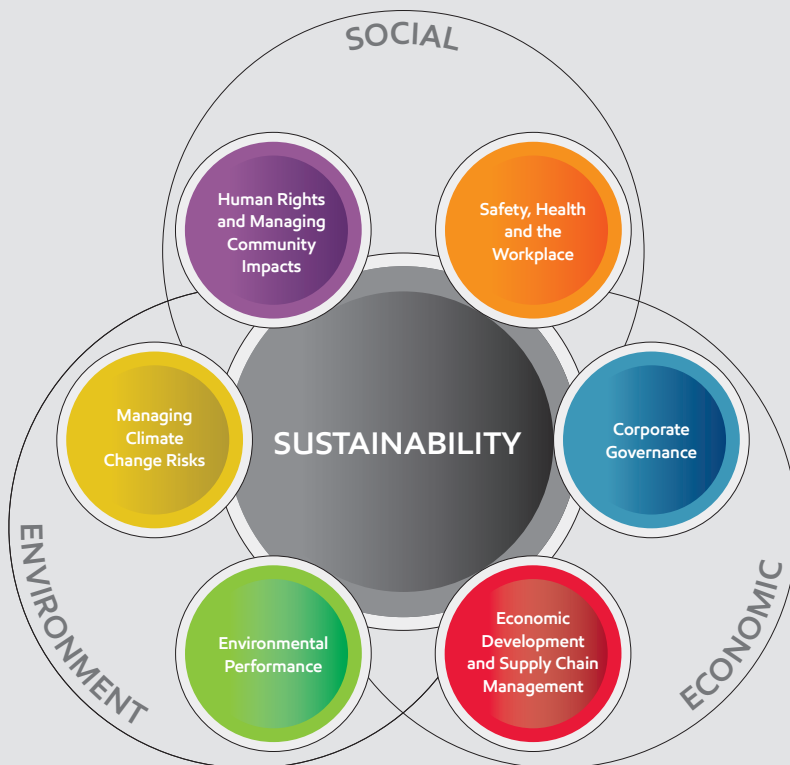 SOCIAL
Human Rights
and Managing
Community
Impacts
Safety, Health
and the
Workplace
Managing
Climate
Change Risks
SUSTAINABILITY
Corporate
Governance
ENVIRONMENT
Environmental
Performance
Economic
Development
and Supply Chain
Management
ECONOMIC